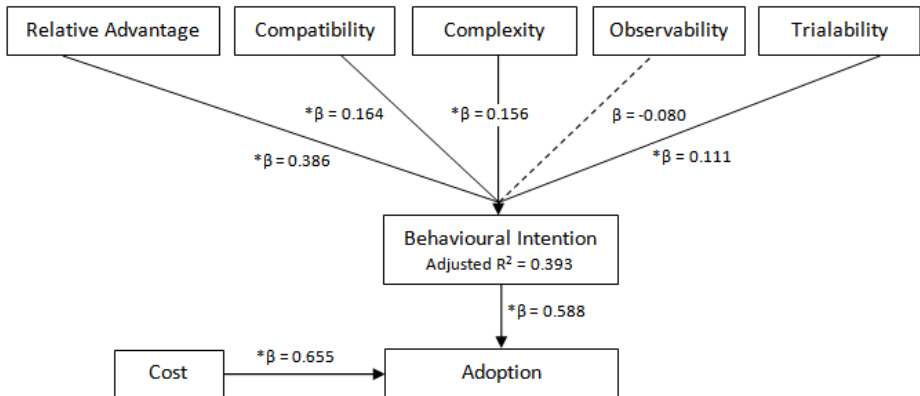 Relative Advantage
Compatibility
Complexity
Observability
Trialability
*β = 0.164
*β = 0.156
β = -0.080
*β = 0.386
*β = 0.111
Behavioural Intention
Adjusted R² = 0.393
*β = 0.588
*β = 0.655
Cost
Adoption